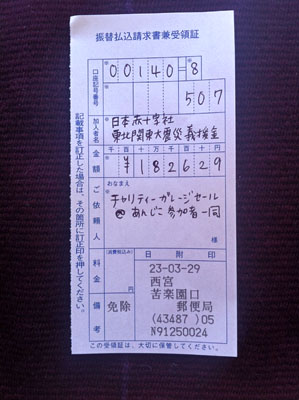 振替払込請求書兼受領証
口座記号番号
00140-8
507
加入者名
日本赤十字社
東北関東大震災義援金
金額
千百十万千百十円
¥182629
ご依頼人
おなまえ
チャリティーガレージセール
@ あんじこ 参加者一同
様
料金
(消費税込み)
円
日附印
備考
免除
23-03-29
西宮
苦楽園口
郵便局
(43487 )05
N91250024
記載事項を訂正した場合は、その箇所に訂正印を押してください。
この受領証は、大切に保管してください。